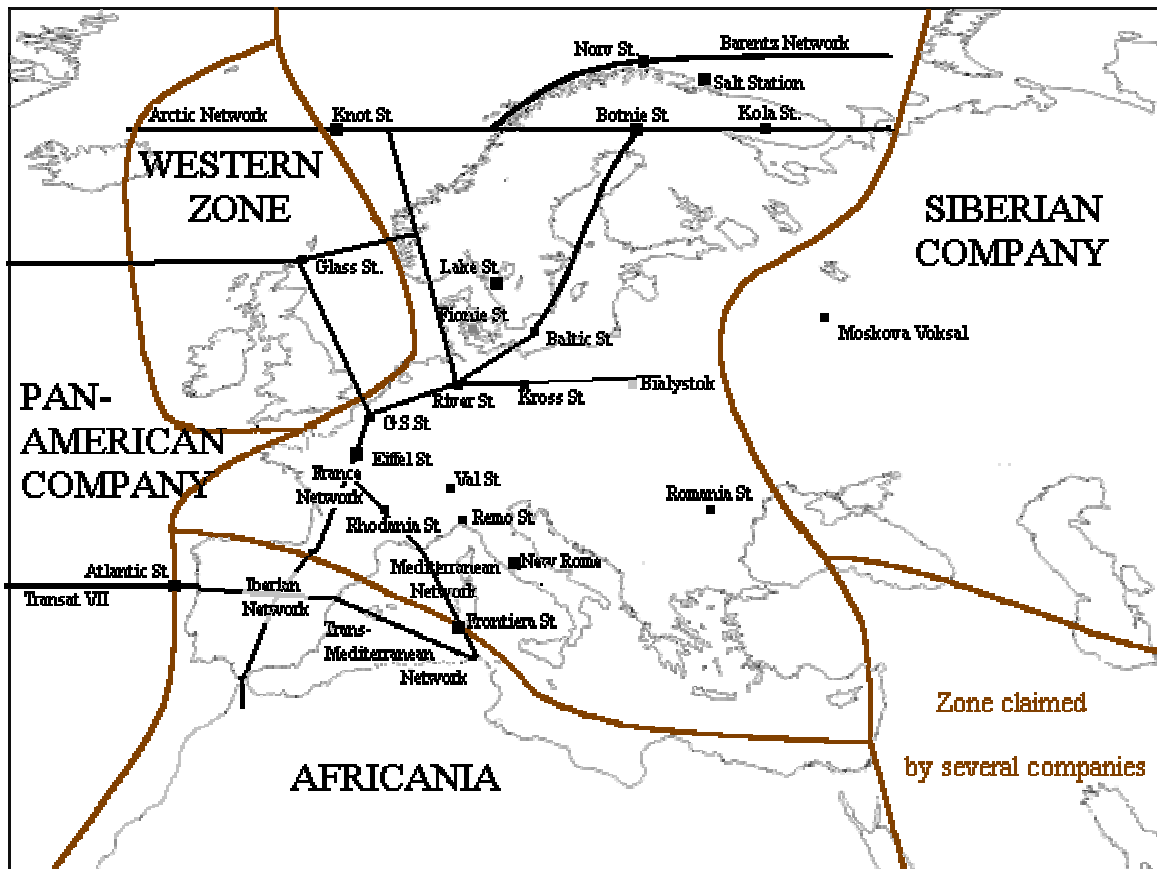 Norv St.
Barentz Network
Salt Station
Arctic Network
Knot St
Botnie St
Kola St.
WESTERN
ZONE
SIBERIAN
COMPANY
Glass St.
Lake St.
Fionie St.
Baltic St.
Moskova Voksal
River St.
Kross St.
Bialystok
PAN-
AMERICAN
COMPANY
G.S.St.
Eiffel St.
France
Network
Val St
Romania St.
Rhodania St.
Remo St.
Mediterranean
Network
New Rome
Atlantic St.
Transat VII
Iberian
Network
Frontiera St.
Trans-
Mediterranean
Network
Zone claimed
by several companies
AFRICANIA